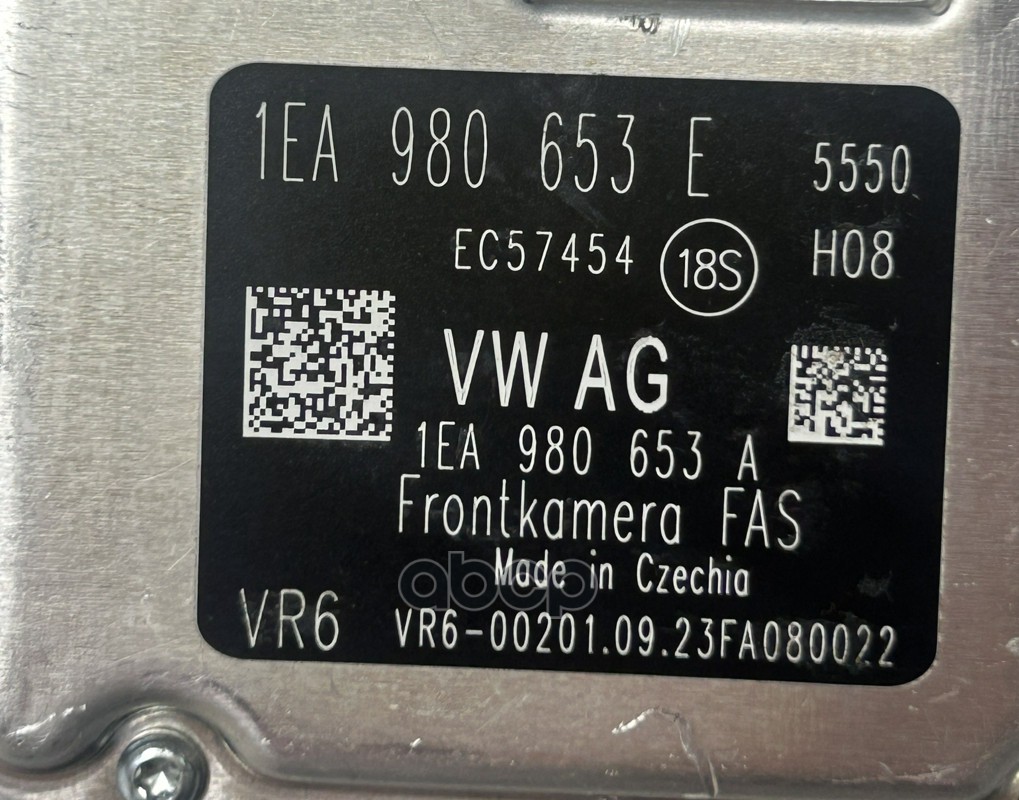 1EA 980 653 E 5550
EC57454 18S H08
VW AG
1EA 980 653 A
Frontkamera FAS
abcp
Made in Czechia
VR6 VR6-00201.09.23FA080022